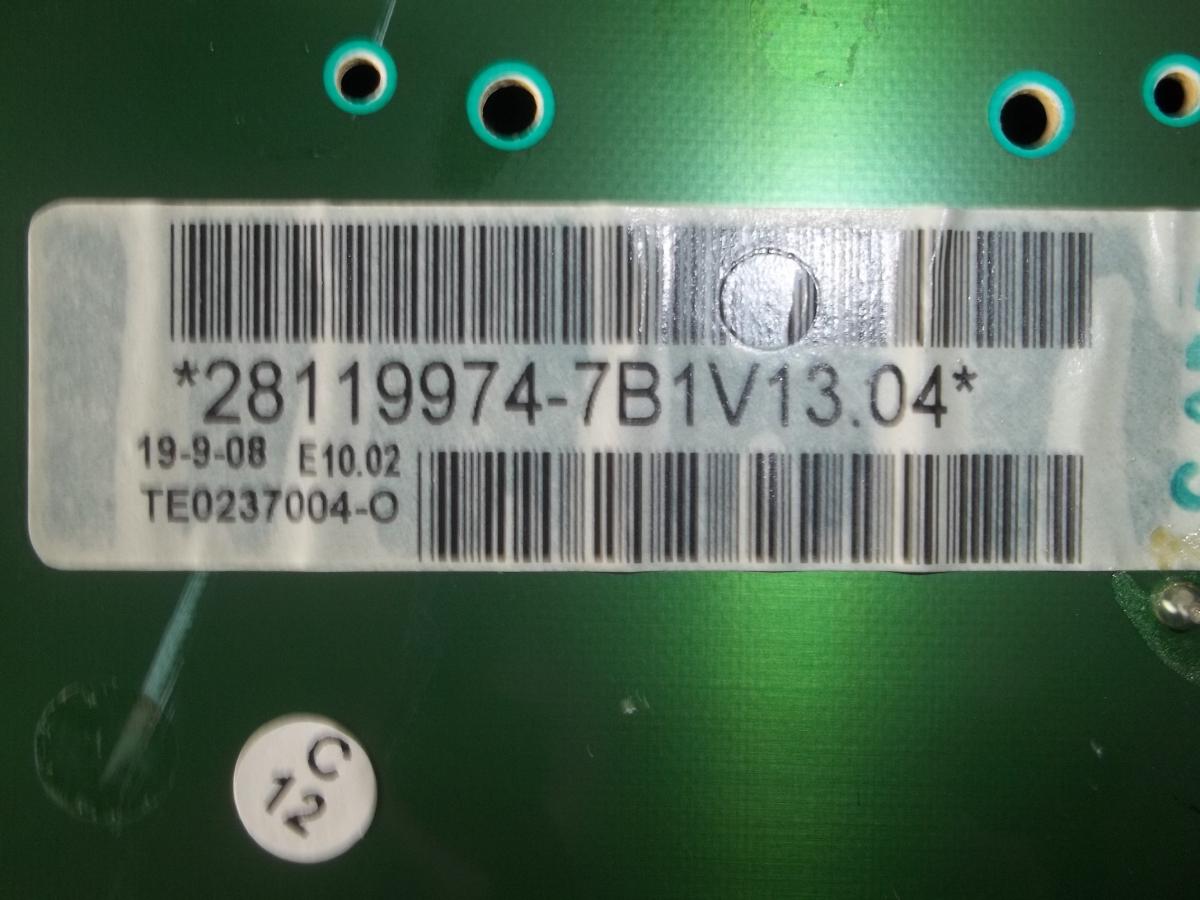 *28119974-7B1V13.04*
19-9-08 E10.02
TE0237004-O
C
12